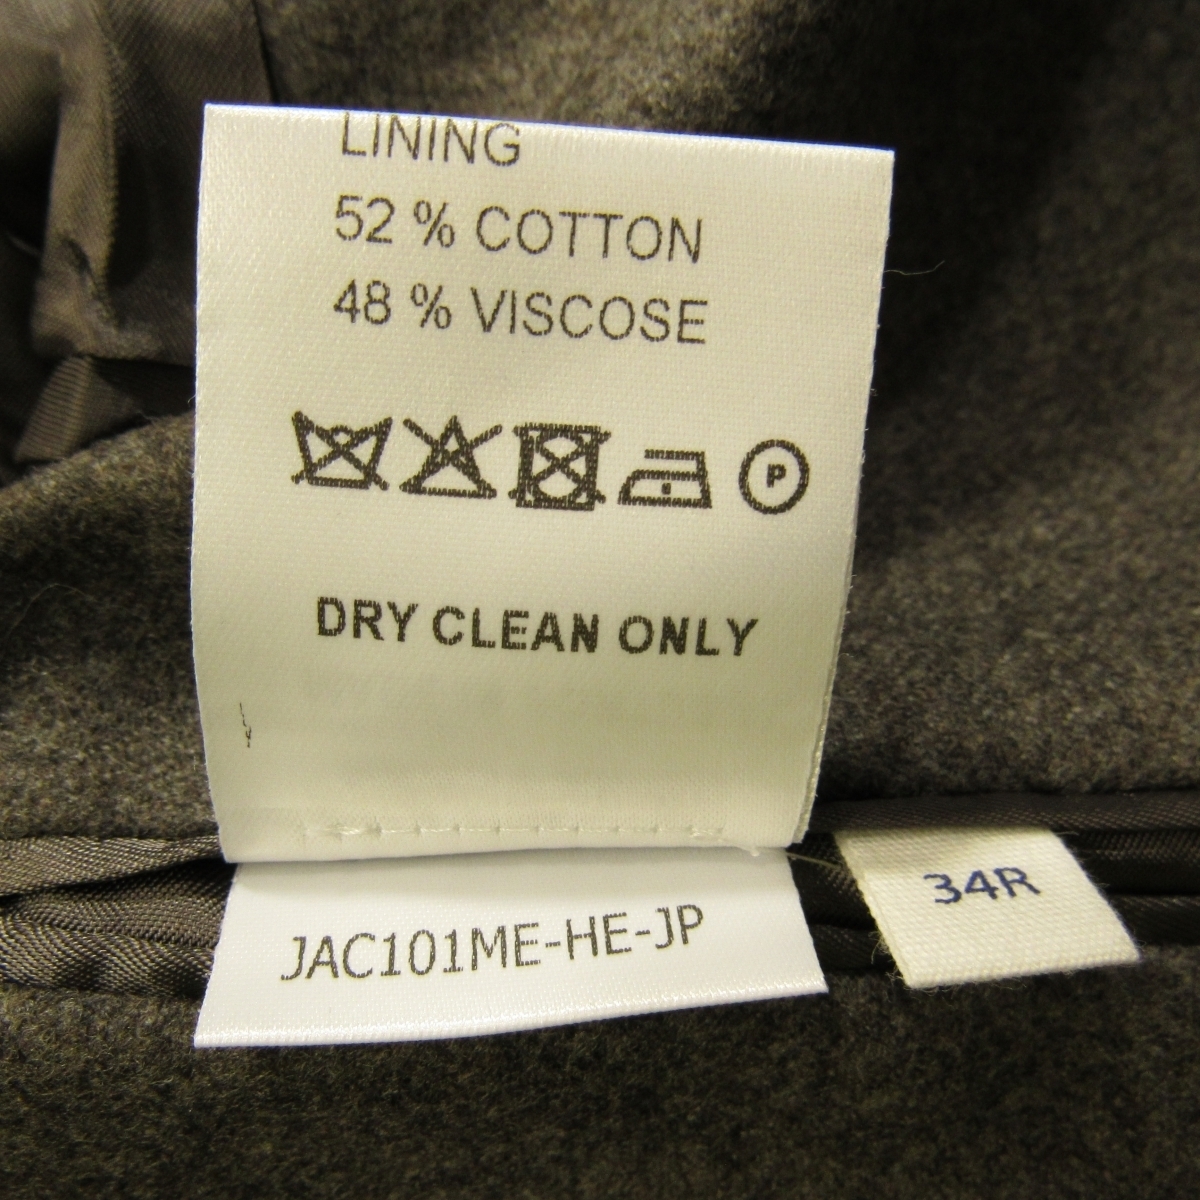 LINING
52 % COTTON
48 % VISCOSE
P
DRY CLEAN ONLY
34R
JAC101ME-HE-JP